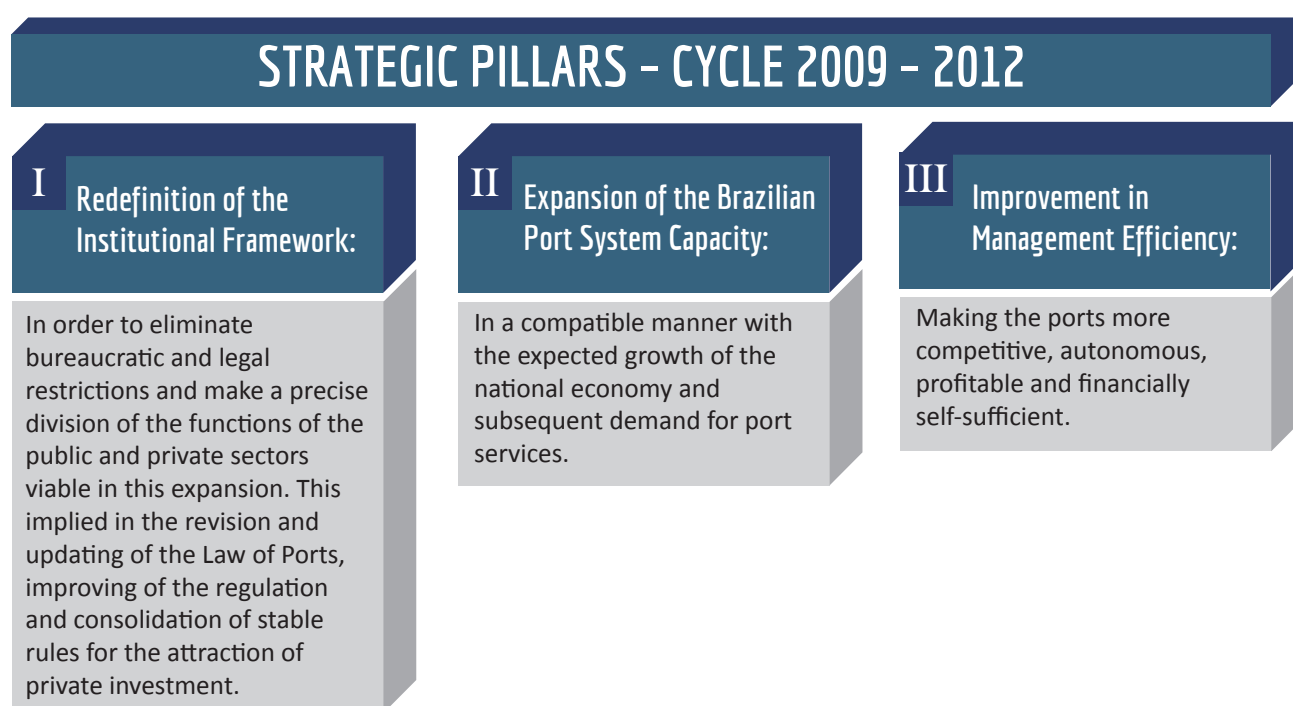 STRATEGIC PILLARS – CYCLE 2009 – 2012
I
Redefinition of the
Institutional Framework:
In order to eliminate
bureaucratic and legal
restrictions and make a precise
division of the functions of the
public and private sectors
viable in this expansion. This
implied in the revision and
updating of the Law of Ports,
improving of the regulation
and consolidation of stable
rules for the attraction of
private investment.
II
Expansion of the Brazilian
Port System Capacity:
In a compatible manner with
the expected growth of the
national economy and
subsequent demand for port
services.
III
Improvement in
Management Efficiency:
Making the ports more
competitive, autonomous,
profitable and financially
self-sufficient.